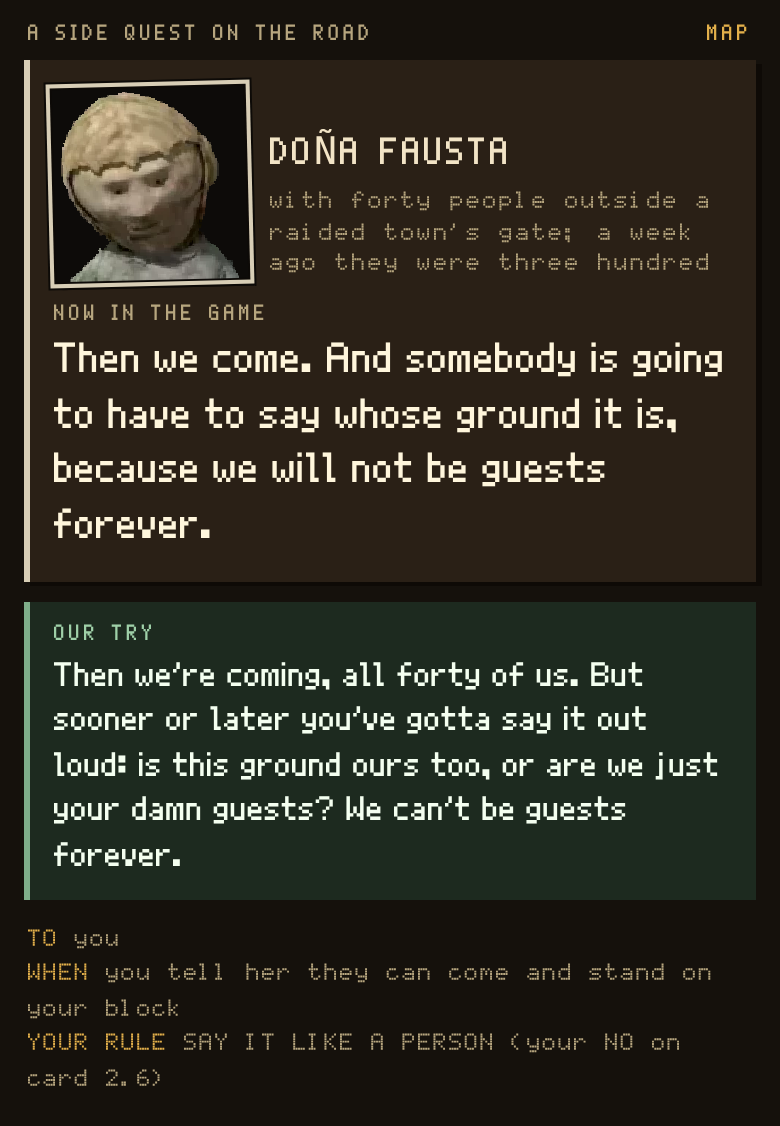 A SIDE QUEST ON THE ROAD
MAP
DOÑA FAUSTA
with forty people outside a
raided town's gate; a week
ago they were three hundred
NOW IN THE GAME
Then we come. And somebody is going
to have to say whose ground it is,
because we will not be guests
forever.
OUR TRY
Then we're coming, all forty of us. But
sooner or later you've gotta say it out
loud: is this ground ours too, or are we just
your damn guests? We can't be guests
forever.
TO you
WHEN you tell her they can come and stand on
your block
YOUR RULE SAY IT LIKE A PERSON (your NO on
card 2.6)